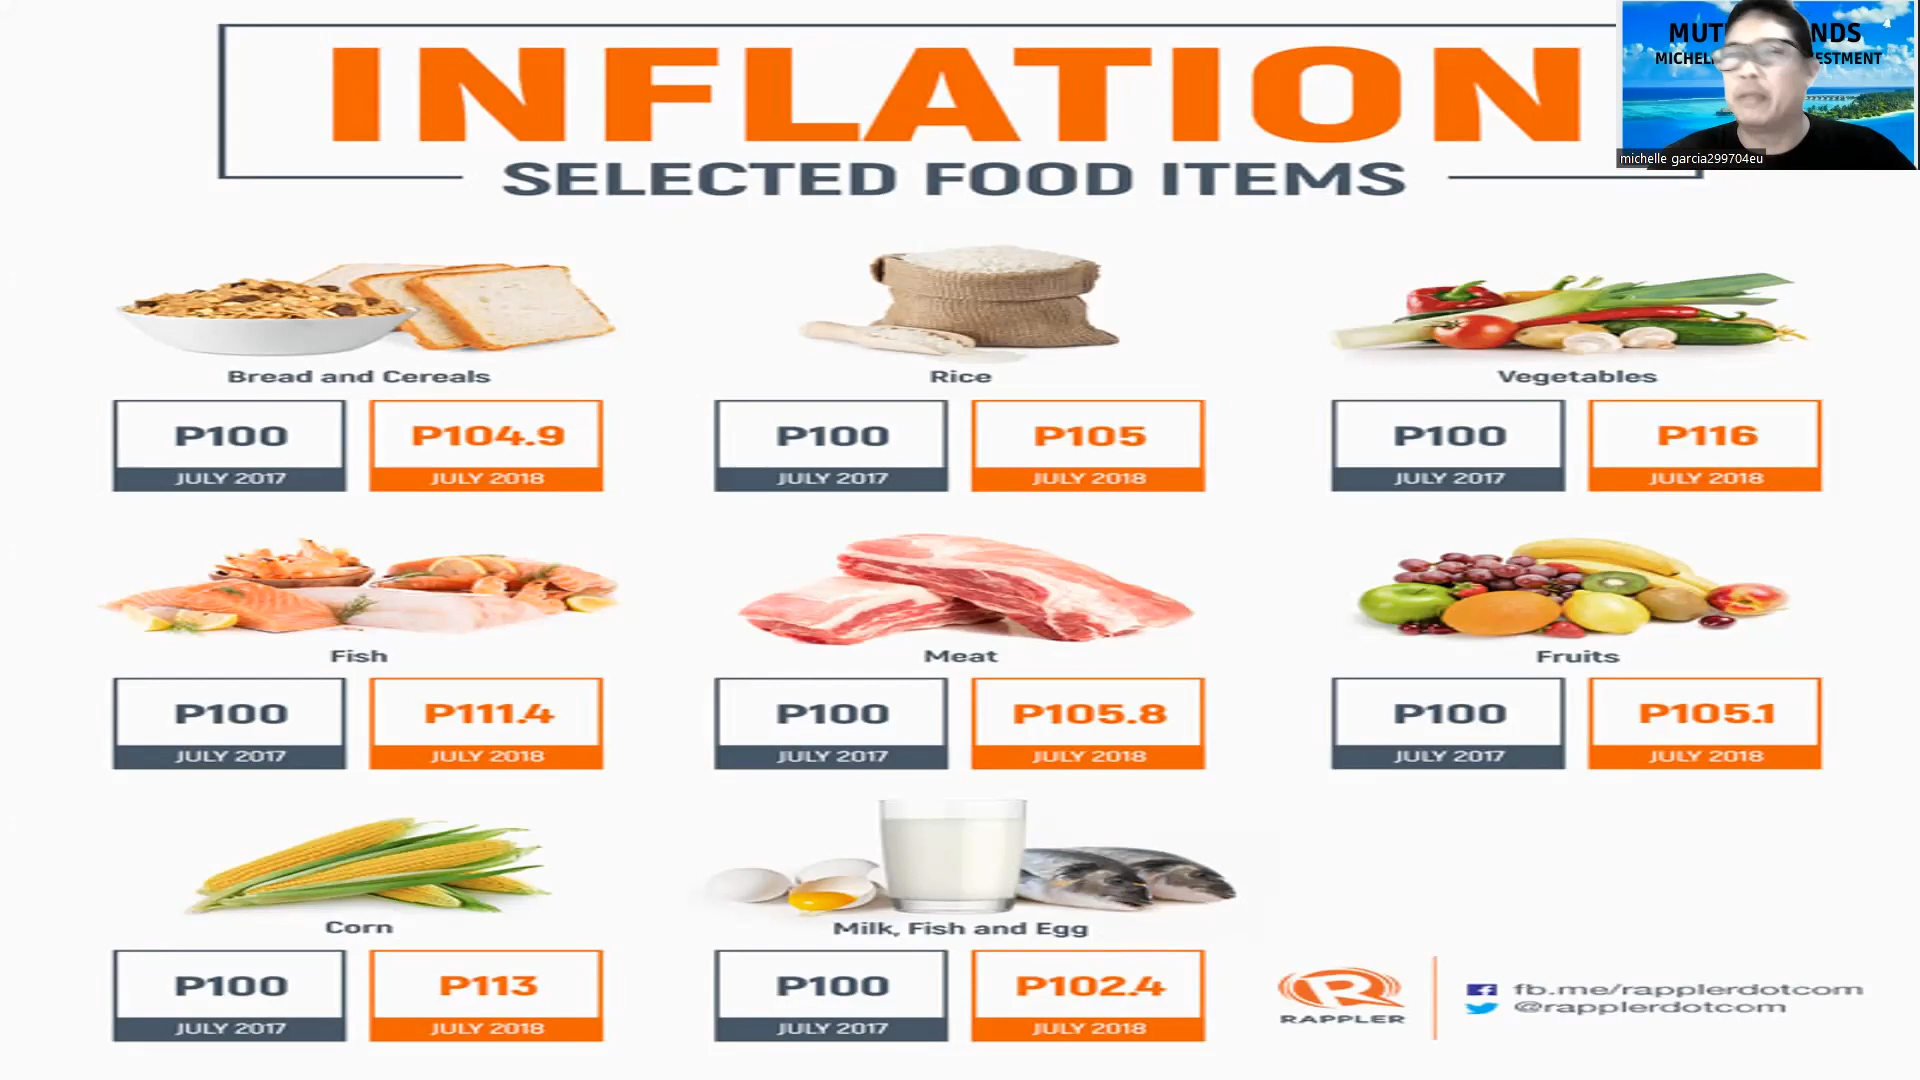 INFLATION
SELECTED FOOD ITEMS
MUT NDS
MICHEL ESTMENT
michelle garcia299704eu
Bread and Cereals
P100
JULY 2017
P104.9
JULY 2018
Rice
P100
JULY 2017
P105
JULY 2018
Vegetables
P100
JULY 2017
P116
JULY 2018
Fish
P100
JULY 2017
P111.4
JULY 2018
Meat
P100
JULY 2017
P105.8
JULY 2018
Fruits
P100
JULY 2017
P105.1
JULY 2018
Corn
P100
JULY 2017
P113
JULY 2018
Milk, Fish and Egg
P100
JULY 2017
P102.4
JULY 2018
RAPPLER
fb.me/rapplerdotcom
@rapplerdotcom